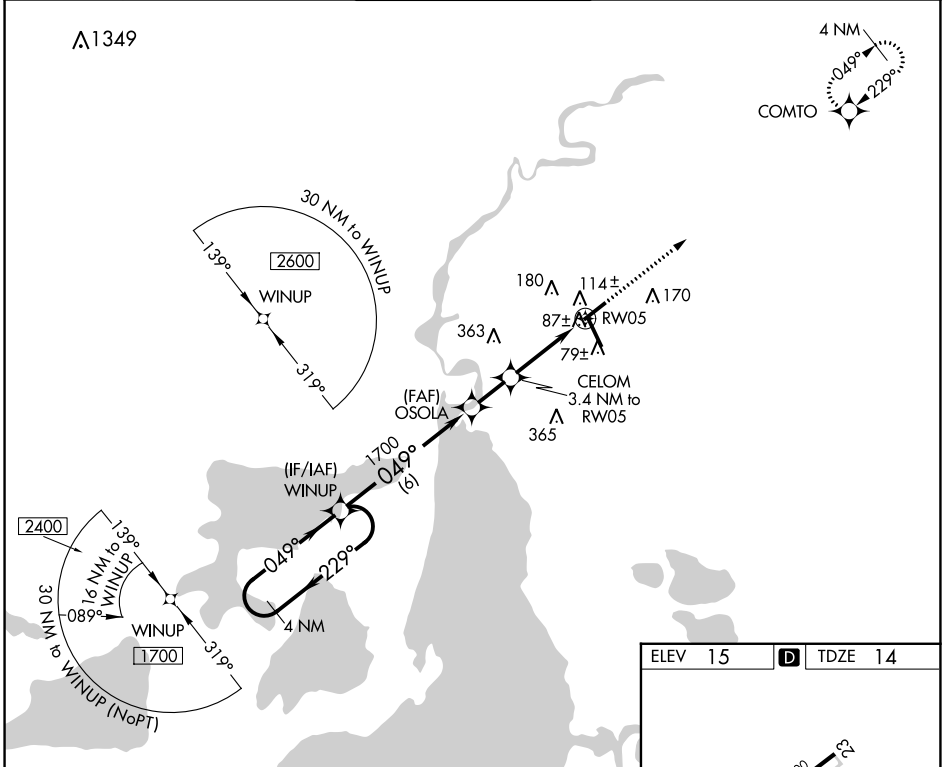 1349
4 NM
049°
229°
COMTO
30 NM to WINUP
139°
2600
WINUP
319°
180
114±
170
87±
RW05
363
79±
CELOM
3.4 NM to
RW05
(FAF)
OSOLA
365
1700
049°
(6)
(IF/IAF)
WINUP
049°
229°
4 NM
2400
139°
16 NM to
WINUP
089°
30 NM to WINUP (NoPT)
WINUP
1700
319°
ELEV 15
D
TDZE 14
23